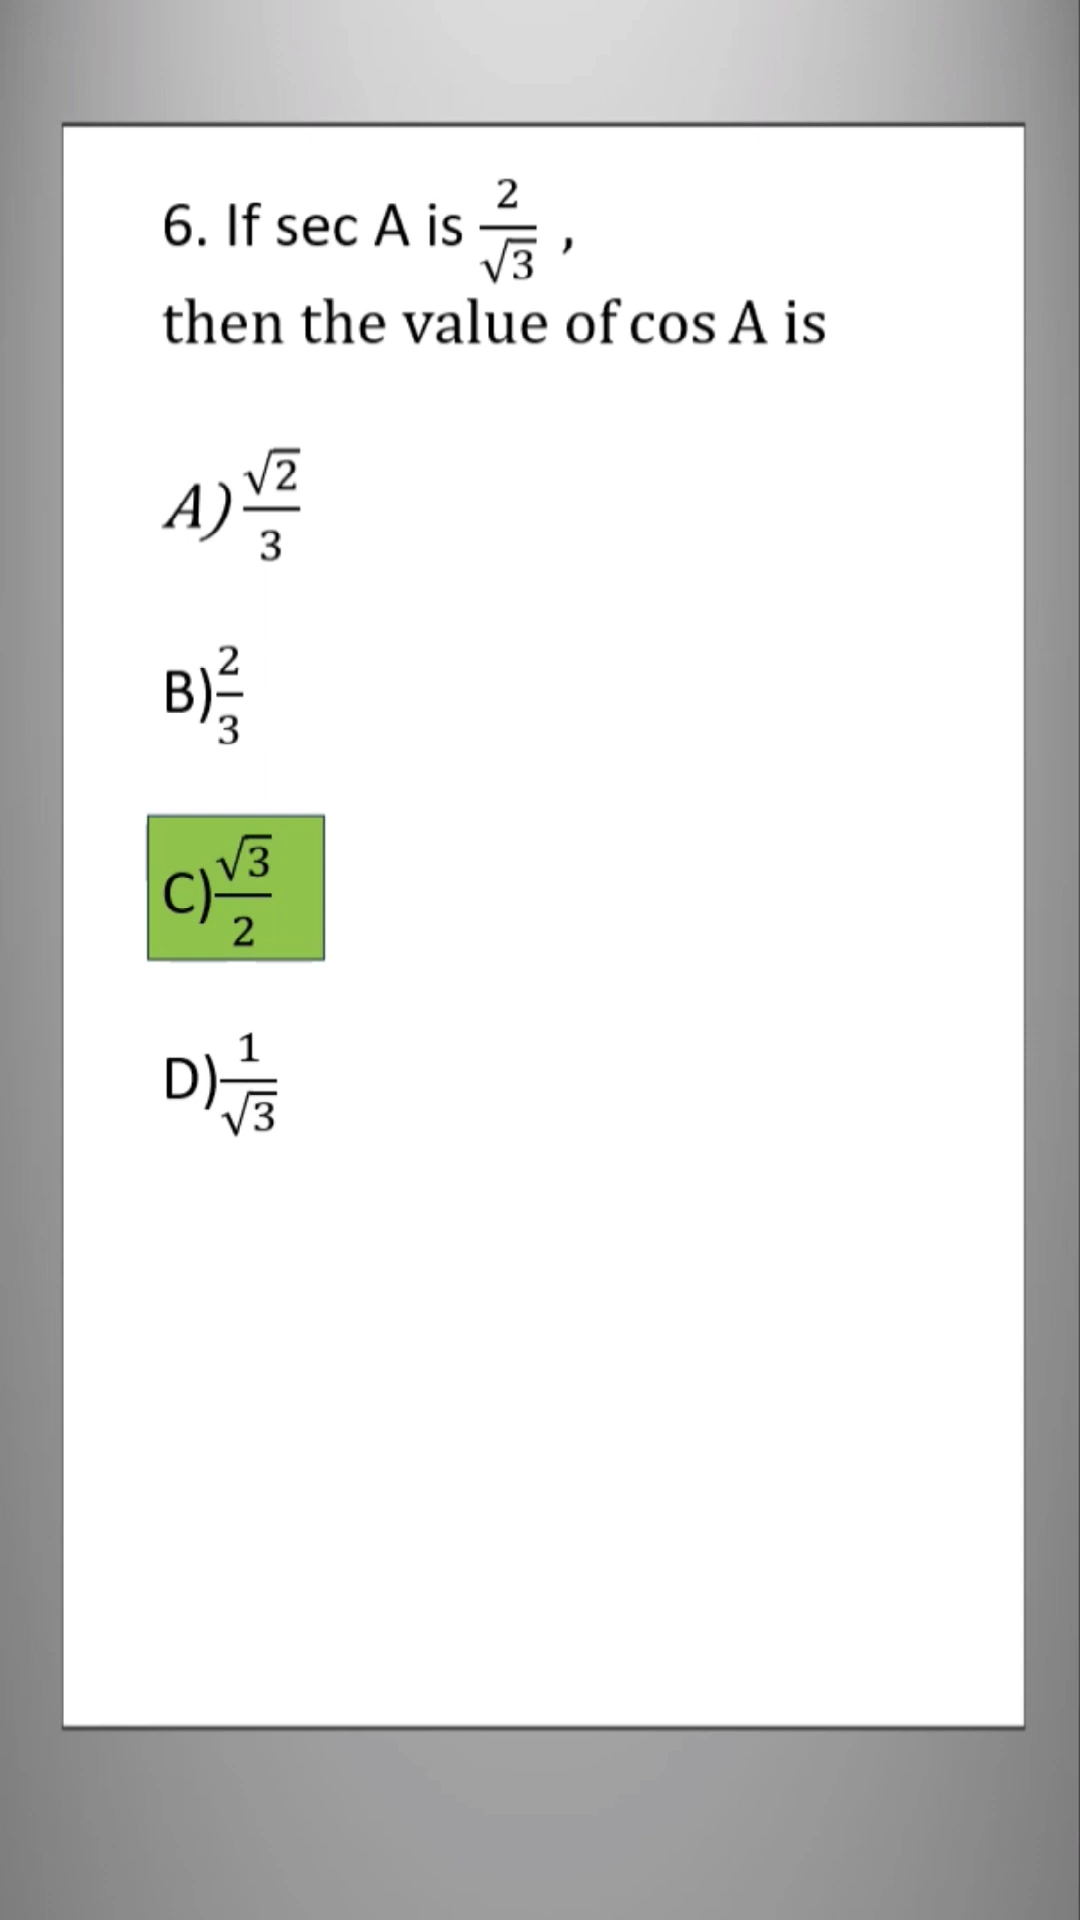 6. If sec A is 2/√3 ,
then the value of cos A is
A) √2/3
B) 2/3
C) √3/2
D) 1/√3